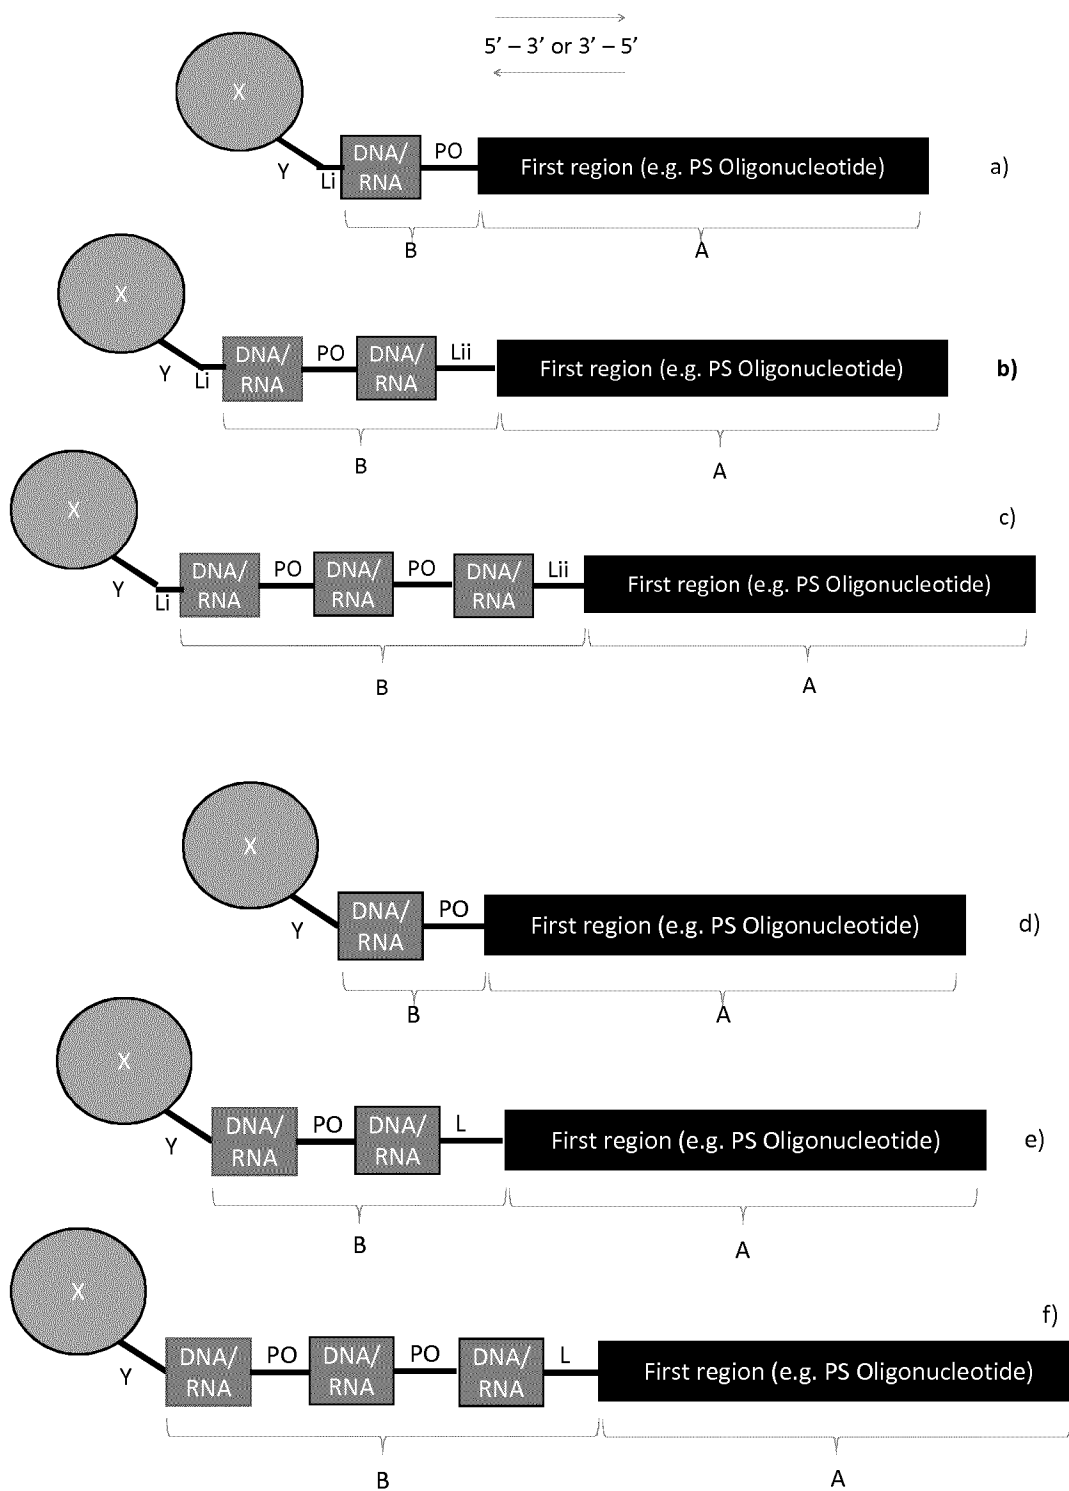 5’ – 3’ or 3’ – 5’
X
Y
Li
DNA/
RNA
PO
First region (e.g. PS Oligonucleotide)
a)
B
A
X
Y
Li
DNA/
RNA
PO
DNA/
RNA
Lii
First region (e.g. PS Oligonucleotide)
b)
B
A
X
Y
Li
DNA/
RNA
PO
DNA/
RNA
PO
DNA/
RNA
Lii
First region (e.g. PS Oligonucleotide)
c)
B
A
X
Y
DNA/
RNA
PO
First region (e.g. PS Oligonucleotide)
d)
B
A
X
Y
DNA/
RNA
PO
DNA/
RNA
L
First region (e.g. PS Oligonucleotide)
e)
B
A
X
Y
DNA/
RNA
PO
DNA/
RNA
PO
DNA/
RNA
L
First region (e.g. PS Oligonucleotide)
f)
B
A